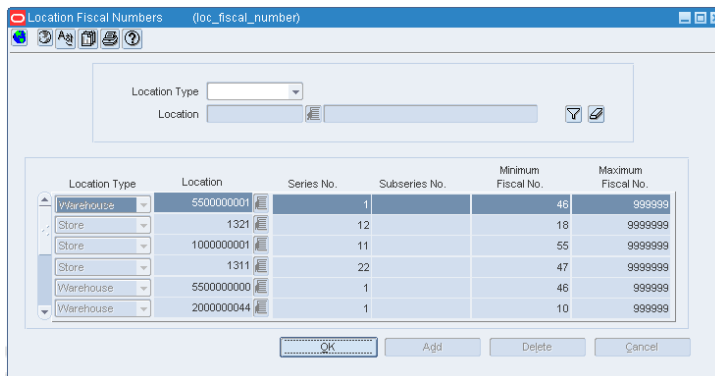 Location Fiscal Numbers (loc_fiscal_number)
Location Type
Location
Location Type Location Series No. Subseries No. Minimum Fiscal No. Maximum Fiscal No.
Warehouse 5500000001 1 46 999999
Store 1321 12 18 9999999
Store 1000000001 11 55 9999999
Store 1311 22 47 9999999
Warehouse 5500000000 1 46 999999
Warehouse 2000000044 1 10 999999
OK Add Delete Cancel